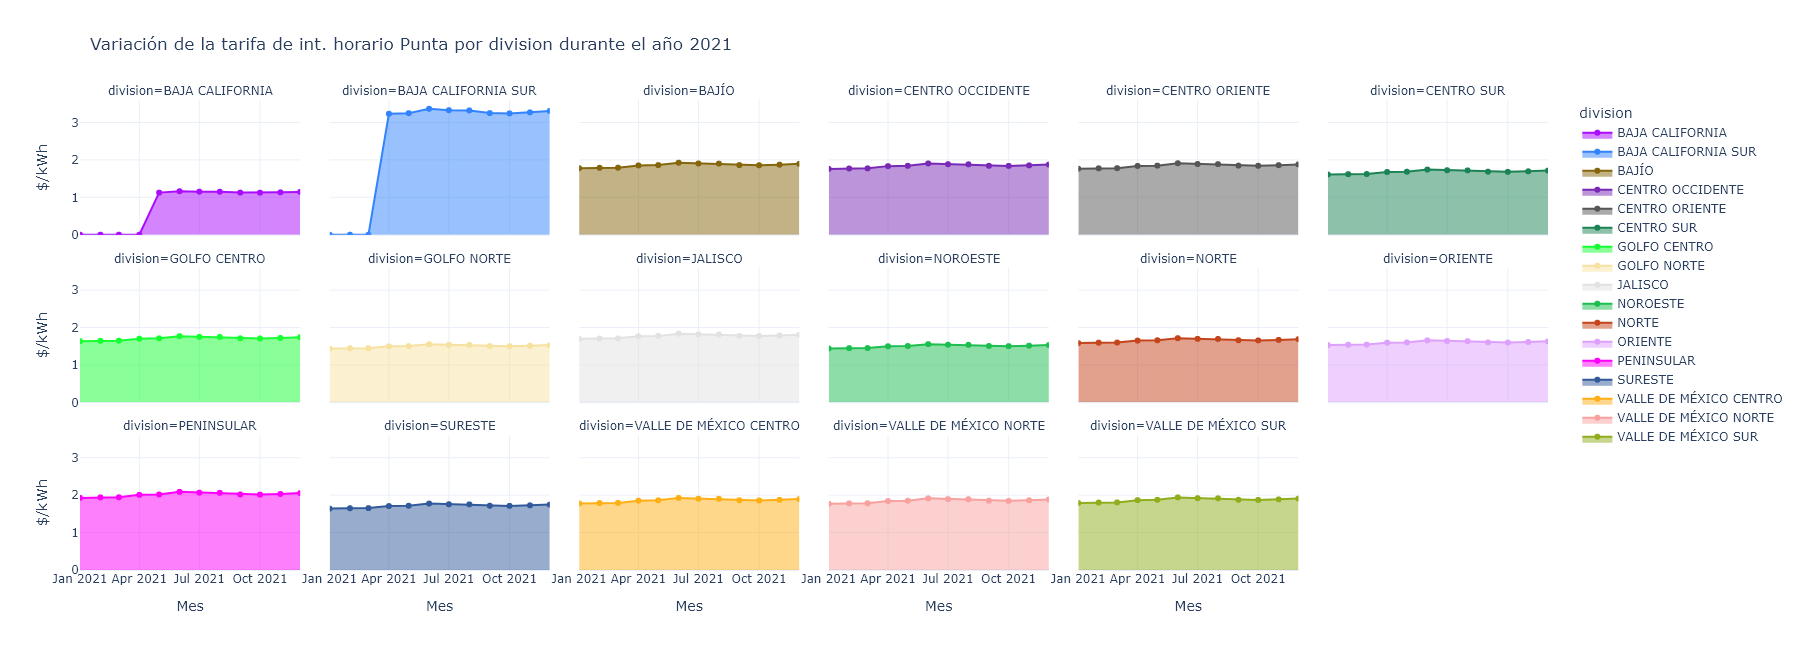 Variación de la tarifa de int. horario Punta por division durante el año 2021
division=BAJA CALIFORNIA
division=BAJA CALIFORNIA SUR
division=BAJÍO
division=CENTRO OCCIDENTE
division=CENTRO ORIENTE
division=CENTRO SUR
3
2
1
0
$/kWh
division=GOLFO CENTRO
division=GOLFO NORTE
division=JALISCO
division=NOROESTE
division=NORTE
division=ORIENTE
3
2
1
0
$/kWh
division=PENINSULAR
division=SURESTE
division=VALLE DE MÉXICO CENTRO
division=VALLE DE MÉXICO NORTE
division=VALLE DE MÉXICO SUR
3
2
1
0
$/kWh
Jan 2021 Apr 2021 Jul 2021 Oct 2021
Jan 2021 Apr 2021 Jul 2021 Oct 2021
Jan 2021 Apr 2021 Jul 2021 Oct 2021
Jan 2021 Apr 2021 Jul 2021 Oct 2021
Jan 2021 Apr 2021 Jul 2021 Oct 2021
Mes
Mes
Mes
Mes
Mes
division
BAJA CALIFORNIA
BAJA CALIFORNIA SUR
BAJÍO
CENTRO OCCIDENTE
CENTRO ORIENTE
CENTRO SUR
GOLFO CENTRO
GOLFO NORTE
JALISCO
NOROESTE
NORTE
ORIENTE
PENINSULAR
SURESTE
VALLE DE MÉXICO CENTRO
VALLE DE MÉXICO NORTE
VALLE DE MÉXICO SUR